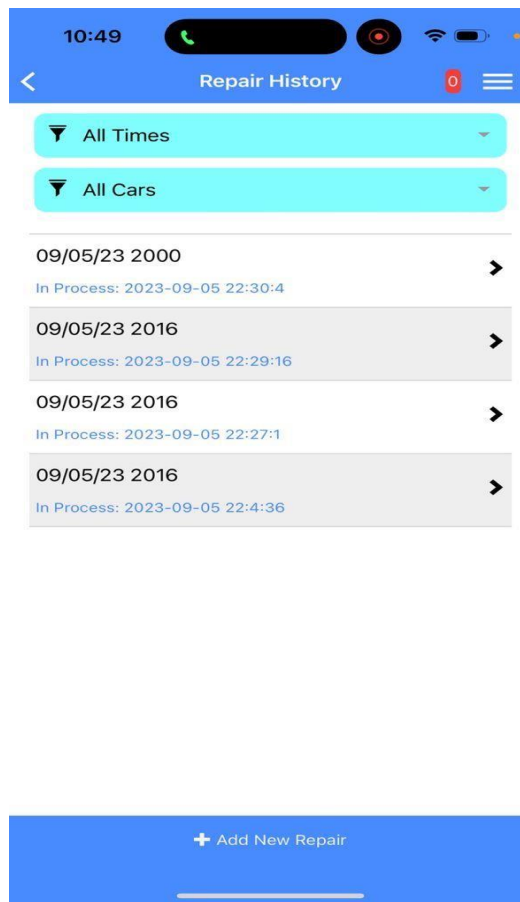 10:49
Repair History
0
All Times
All Cars
09/05/23 2000
In Process: 2023-09-05 22:30:4
09/05/23 2016
In Process: 2023-09-05 22:29:16
09/05/23 2016
In Process: 2023-09-05 22:27:1
09/05/23 2016
In Process: 2023-09-05 22:4:36
Add New Repair